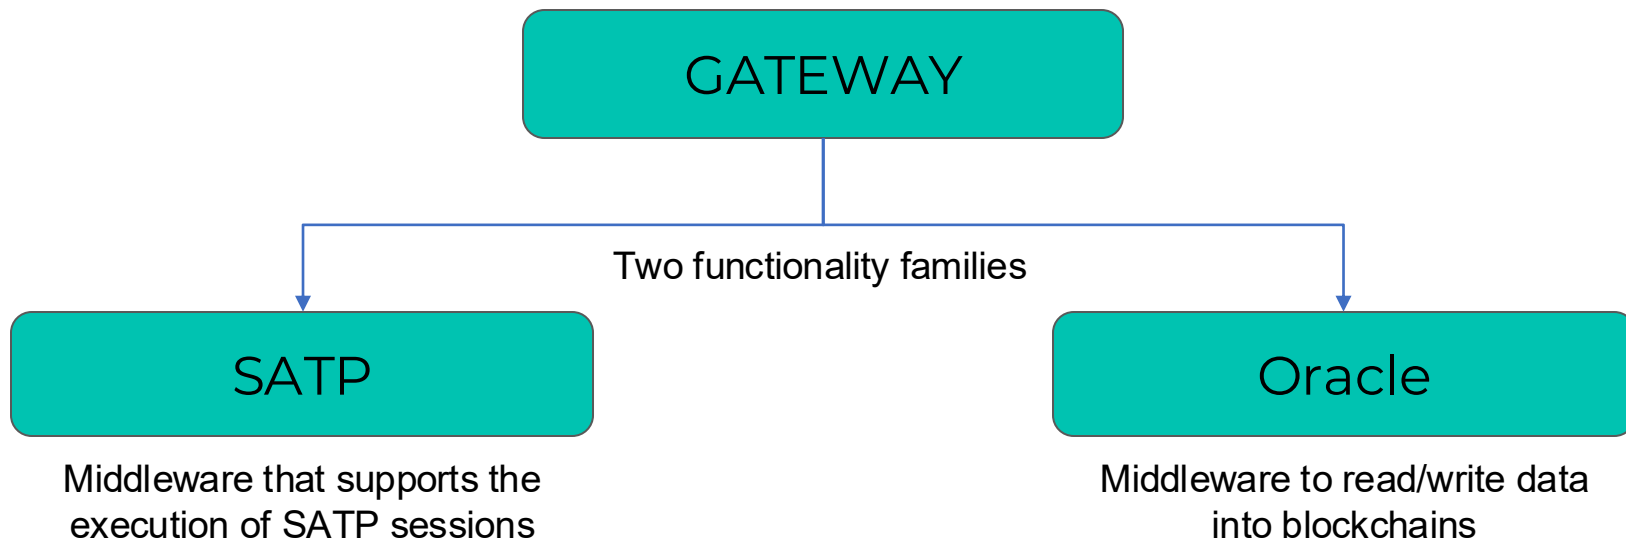 GATEWAY
Two functionality families
SATP
Oracle
Middleware that supports the
execution of SATP sessions
Middleware to read/write data
into blockchains